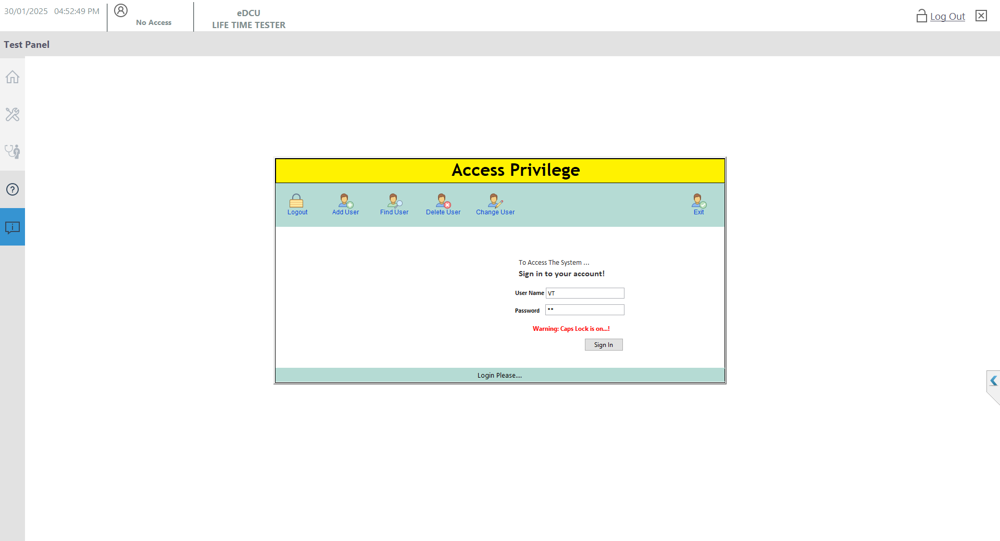 30/01/2025 04:52:49 PM
No Access
eDCU
LIFE TIME TESTER
Log Out
Test Panel
Access Privilege
Logout
Add User
Find User
Delete User
Change User
Exit
To Access The System ...
Sign in to your account!
User Name VT
Password **
Warning: Caps Lock is on...!
Sign In
Login Please....